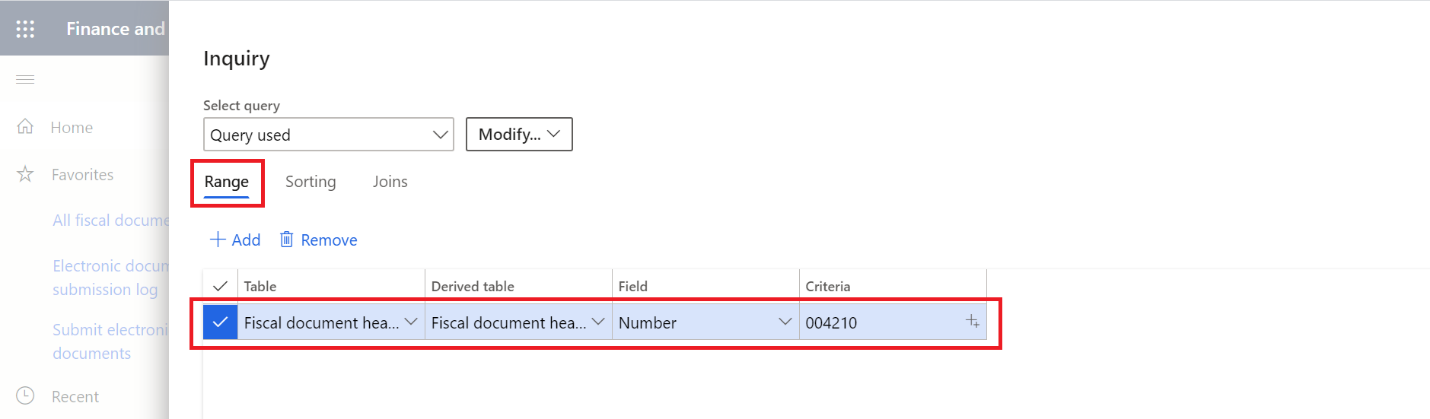 Finance and
Inquiry
Select query
Query used
Modify...
Home
Favorites
Range
Sorting
Joins
All fiscal docume
Add
Remove
Electronic docum
submission log
Table
Derived table
Field
Criteria
Fiscal document hea...
Fiscal document hea...
Number
004210
Submit electroni
documents
Recent